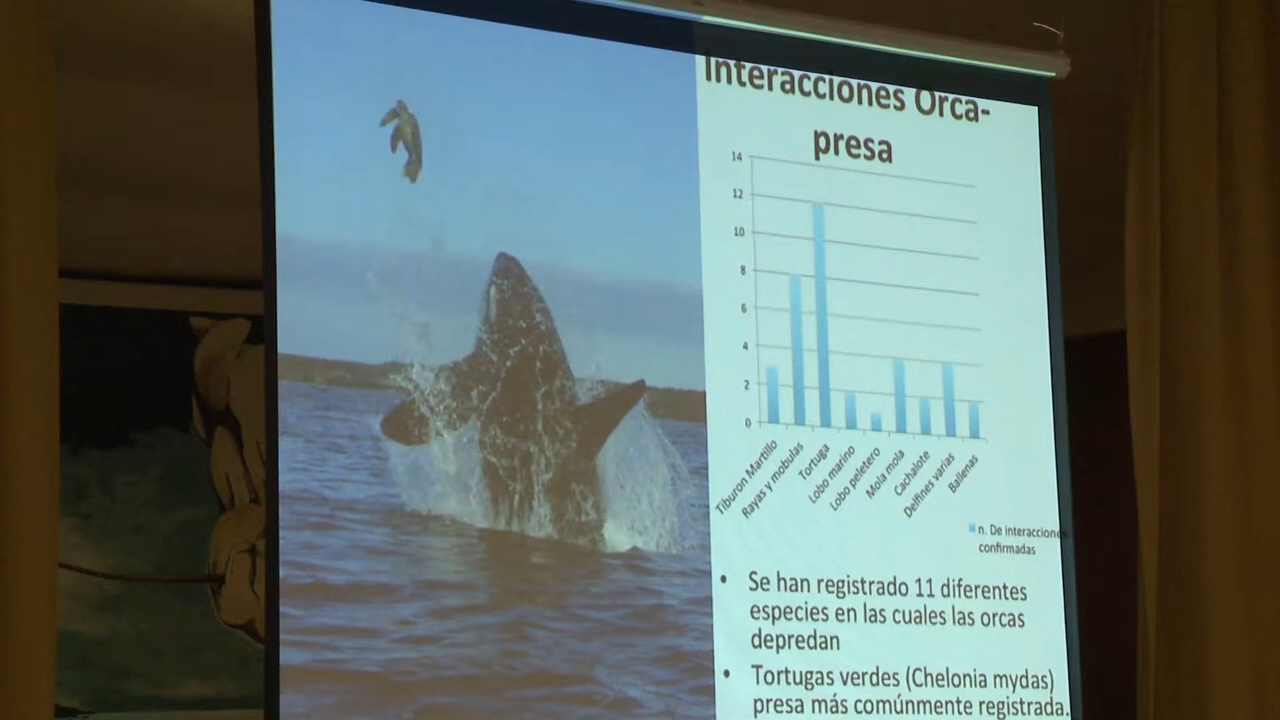 Interacciones Orca-
presa
14
12
10
8
6
4
2
0
Tiburon Martillo
Rayas y mobulas
Tortuga
Lobo marino
Lobo peletero
Mola mola
Cachalote
Delfines varias
Ballenas
n. De interacciones
confirmadas
• Se han registrado 11 diferentes
especies en las cuales las orcas
depredan
• Tortugas verdes (Chelonia mydas)
presa más comúnmente registrada.